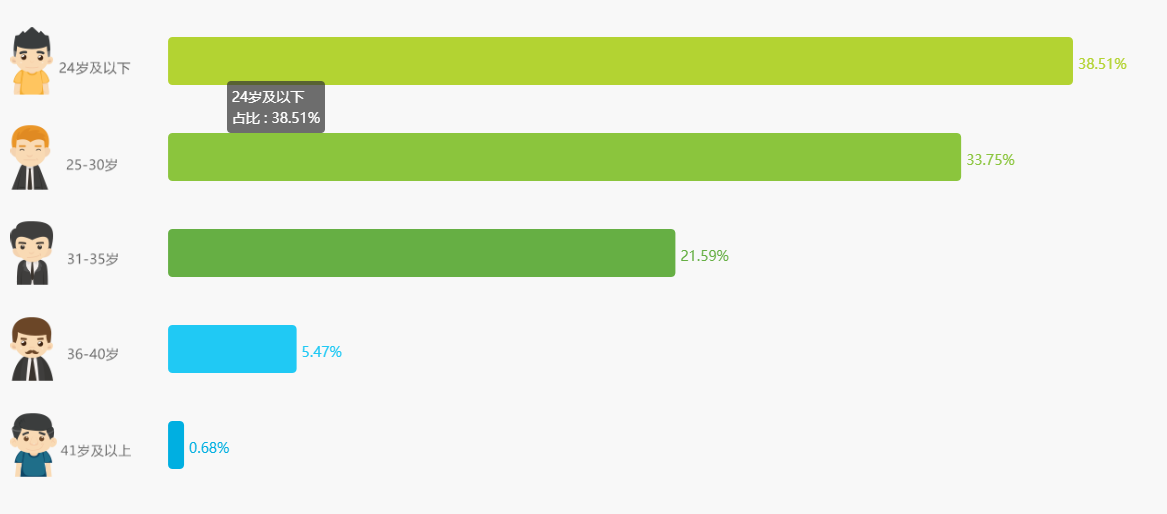 24岁及以下
38.51%
24岁及以下
占比 : 38.51%
25-30岁
33.75%
31-35岁
21.59%
36-40岁
5.47%
41岁及以上
0.68%